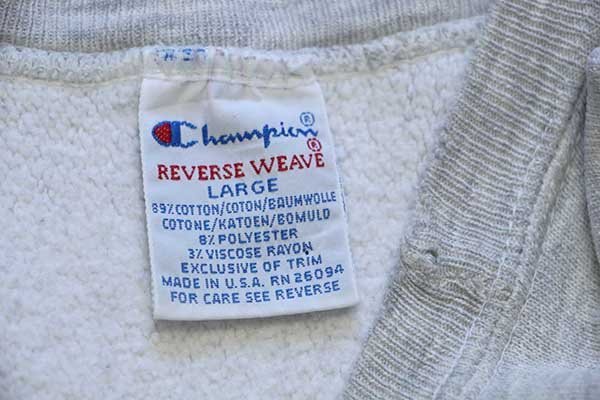 Champion®
REVERSE WEAVE®
LARGE
89% COTTON/COTON/BAUMWOLLE
COTONE/KATOEN/BOMULD
8% POLYESTER
3% VISCOSE RAYON
EXCLUSIVE OF TRIM
MADE IN U.S.A. RN 26094
FOR CARE SEE REVERSE